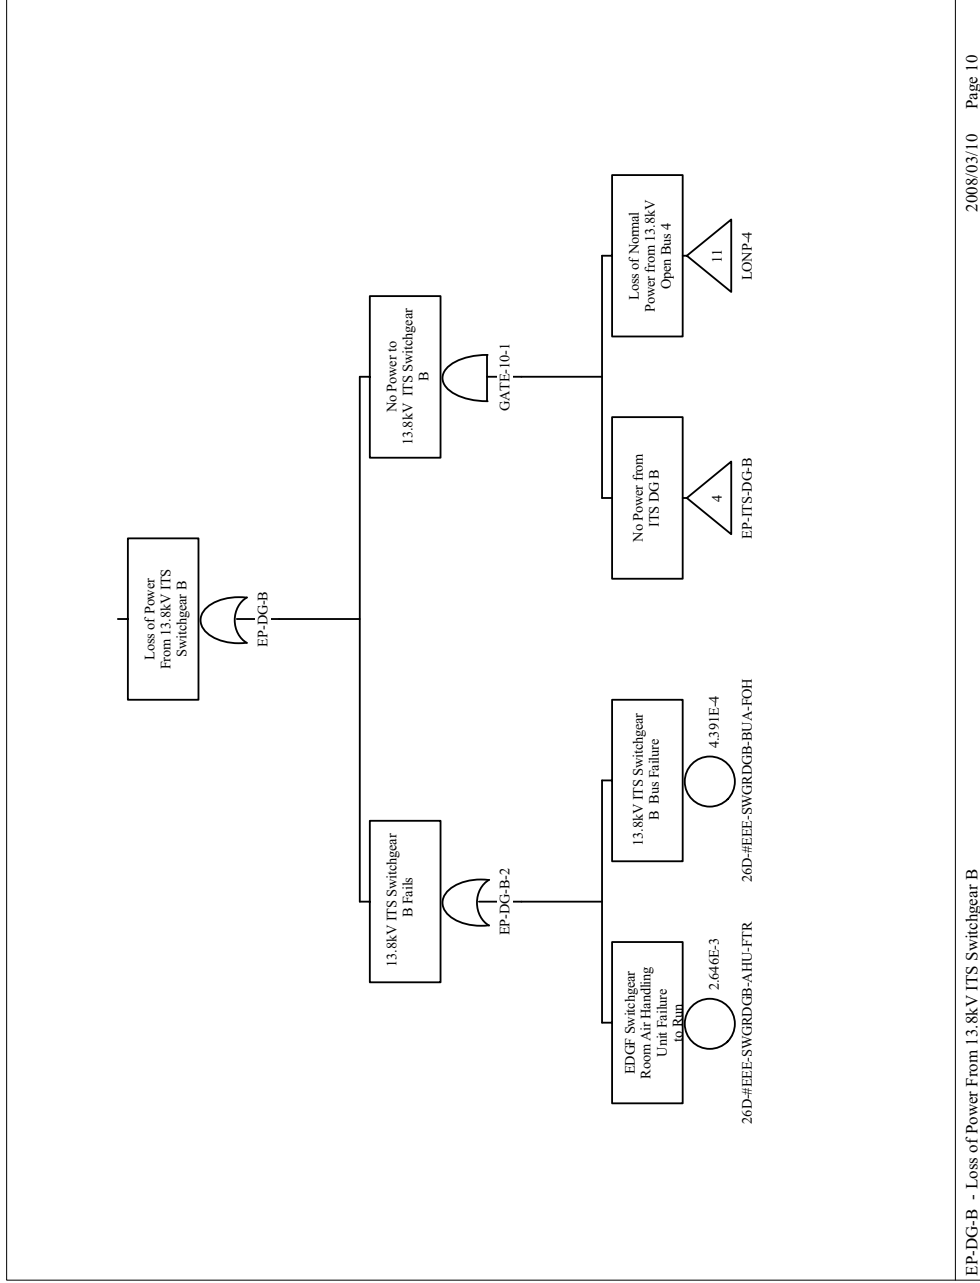 Loss of Power
From 13.8kV ITS
Switchgear B
EP-DG-B
13.8kV ITS Switchgear
B Fails
EP-DG-B-2
No Power to
13.8kV ITS Switchgear
B
GATE-10-1
EDGF Switchgear
Room Air Handling
Unit Failure
to Run
2.646E-3
26D-#EEE-SWGRDGB-AHU-FTR
13.8kV ITS Switchgear
B Bus Failure
4.391E-4
26D-#EEE-SWGRDGB-BUA-FOH
No Power from
ITS DG B
4
EP-ITS-DG-B
Loss of Normal
Power from 13.8kV
Open Bus 4
11
LONP-4
EP-DG-B - Loss of Power From 13.8kV ITS Switchgear B
2008/03/10 Page 10